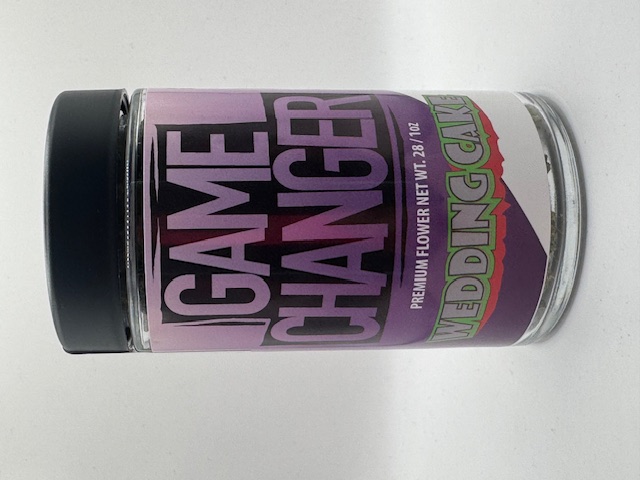 GAME
CHANGER
PREMIUM FLOWER NET WT. 28 / 1OZ
WEDDING CAKE